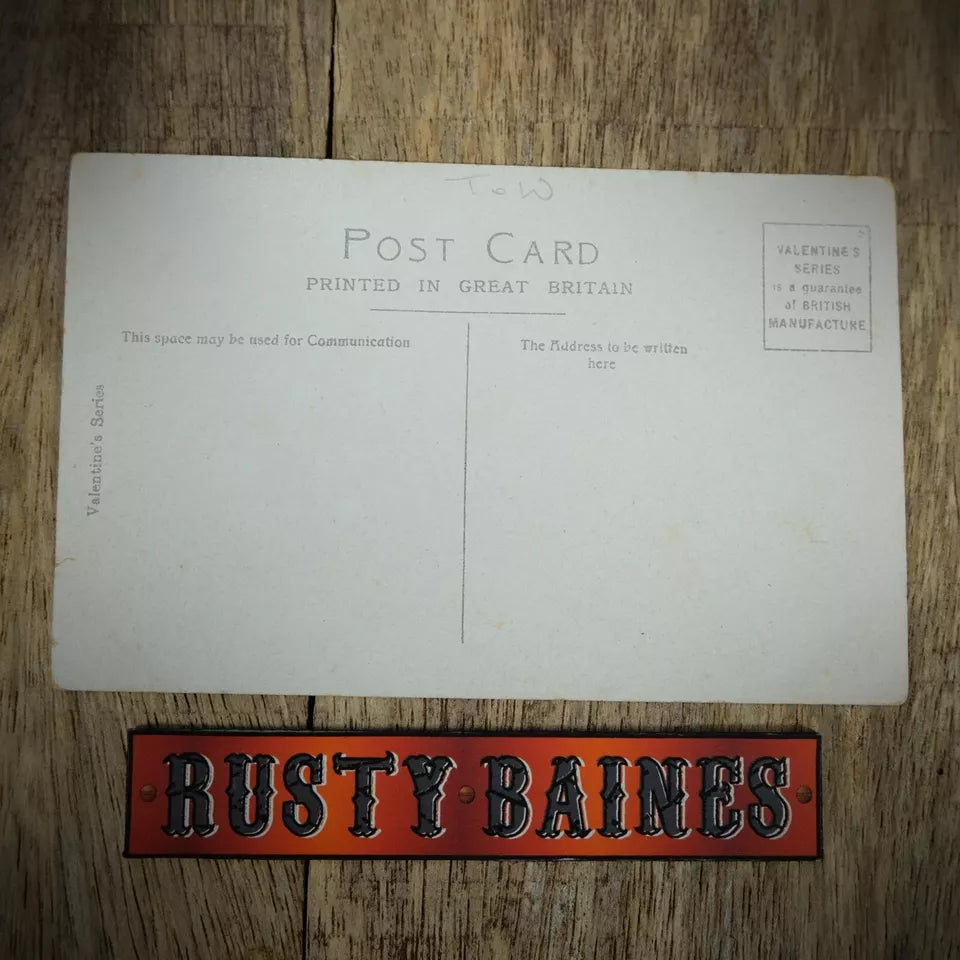 ToW
POST CARD
PRINTED IN GREAT BRITAIN
VALENTINE'S
SERIES
is a guarantee
of BRITISH
MANUFACTURE
This space may be used for Communication
The Address to be written
here
Valentine's Series
RUSTY BAINES